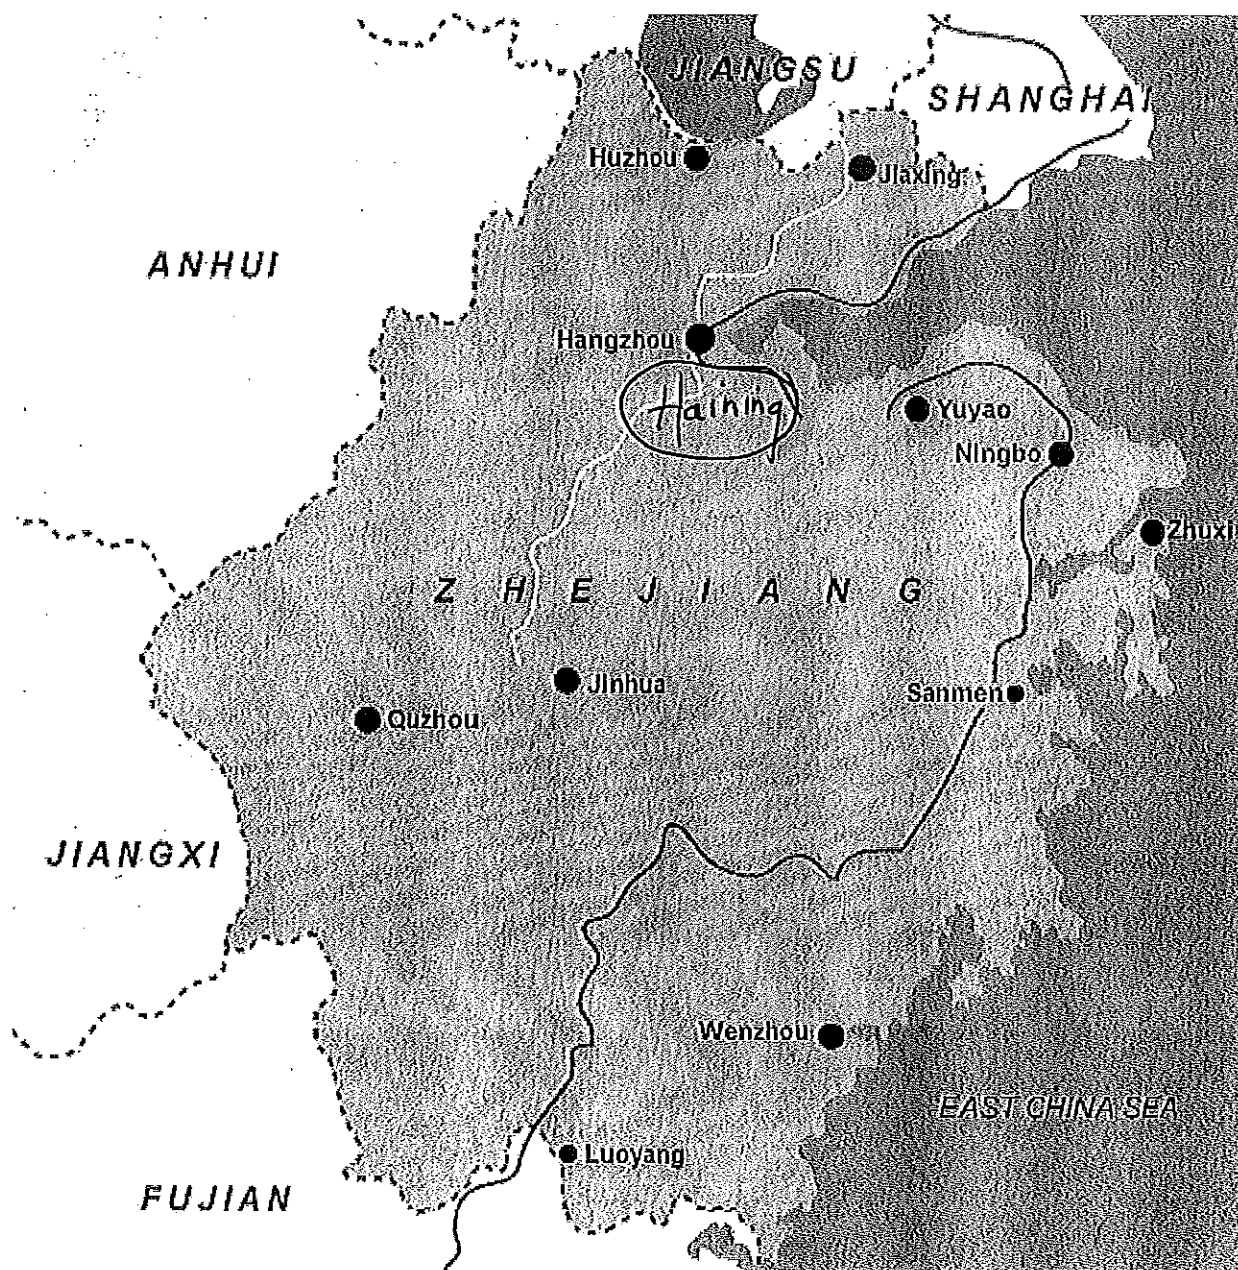 JIANGSU
SHANGHAI
Huzhou
Jiaxing
ANHUI
Hangzhou
Haining
Yuyao
Ningbo
Zhuxi
ZHEJIANG
Jinhua
Sanmen
Quzhou
JIANGXI
Wenzhou
EAST CHINA SEA
Luoyang
FUJIAN